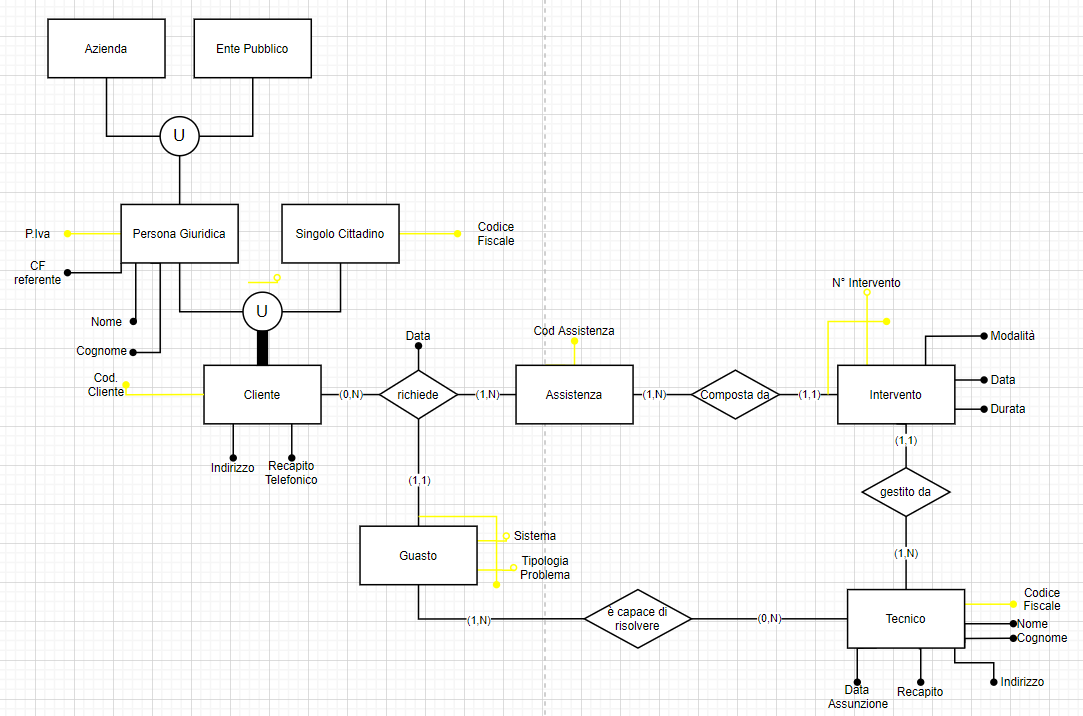 Azienda
Ente Pubblico
U
P.Iva
Persona Giuridica
Singolo Cittadino
Codice
Fiscale
CF
referente
N° Intervento
U
Nome
Cod Assistenza
Data
Modalità
Cognome
Cod.
Cliente
Data
Cliente
(0,N)
richiede
(1,N)
Assistenza
(1,N)
Composta da
(1,1)
Intervento
Durata
(1,1)
Indirizzo
Recapito
Telefonico
(1,1)
gestito da
Sistema
Guasto
(1,N)
Tipologia
Problema
Codice
Fiscale
(1,N)
è capace di
risolvere
(0,N)
Tecnico
Nome
Cognome
Indirizzo
Data
Assunzione
Recapito